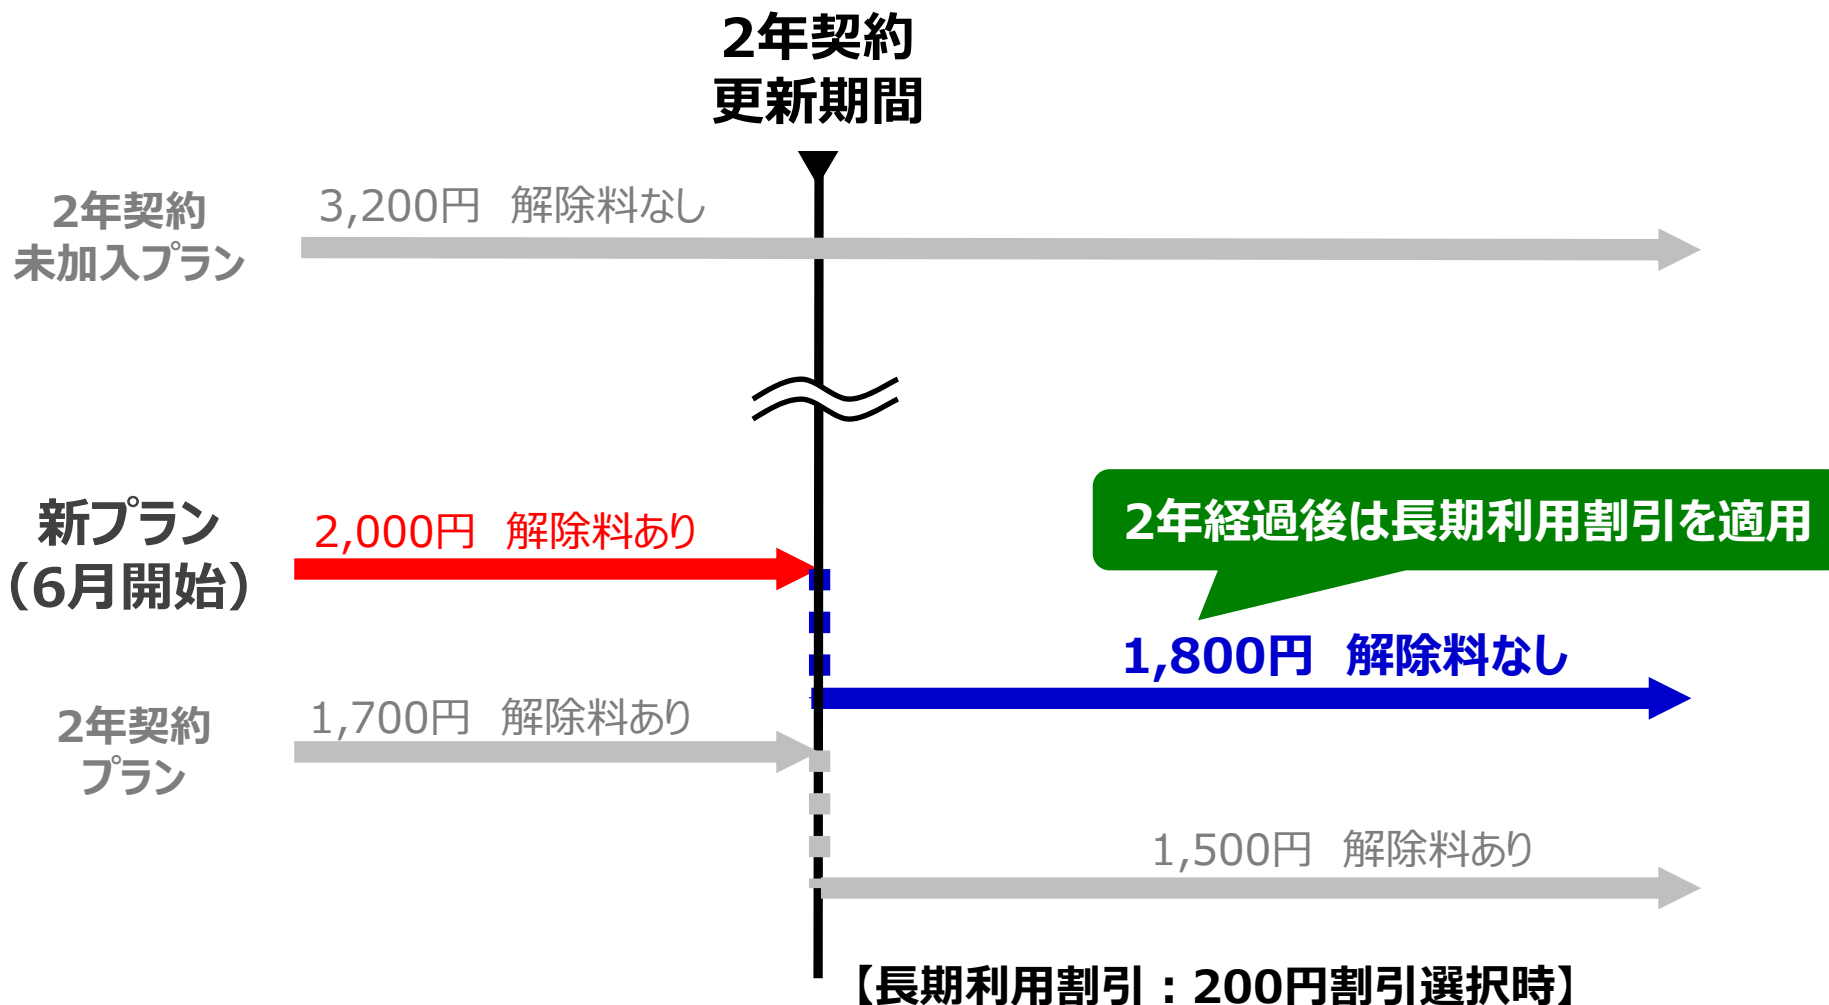 2年契約
更新期間
2年契約
未加入プラン
3,200円　解除料なし
新プラン
（6月開始）
2,000円　解除料あり
2年経過後は長期利用割引を適用
1,800円　解除料なし
2年契約
プラン
1,700円　解除料あり
1,500円　解除料あり
【長期利用割引：200円割引選択時】